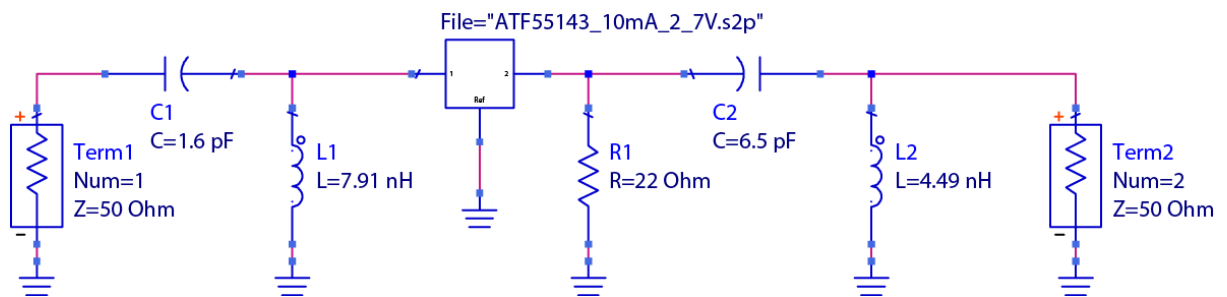 File="ATF55143_10mA_2_7V.s2p"
1
2
Ref
C1
C=1.6 pF
C2
C=6.5 pF
+
Term1
Num=1
Z=50 Ohm
−
L1
L=7.91 nH
R1
R=22 Ohm
L2
L=4.49 nH
+
Term2
Num=2
Z=50 Ohm
−